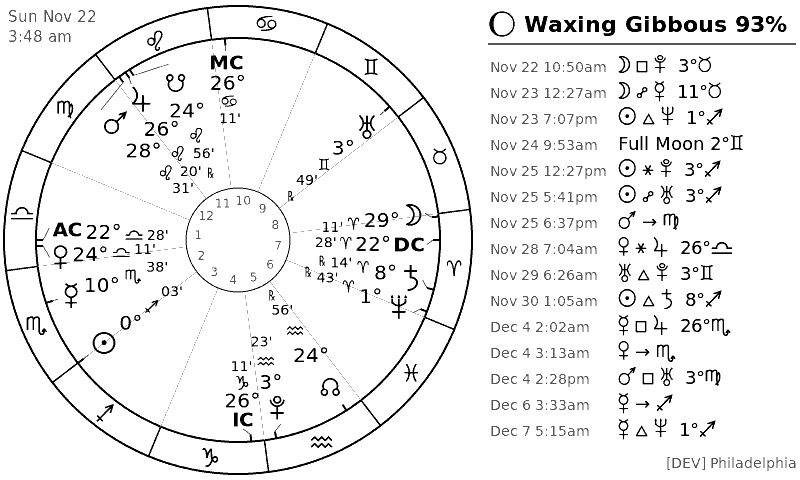 Sun Nov 22
3:48 am
MC
26°
♋
11'
☋
24°
♌
56'
♃
26°
♌
20' ℞
♂
28°
♌
31'
♅
3°
♊
49'
℞
AC 22° ♎ 28'
♀ 24° ♎ 11'
☿ 10° ♏ 38'
☉ 0° ♐ 03'
11' ♈ 29° ☽
28' ♈ 22° DC
℞ 14' ♈ 8° ♄
℞ 43' ♈ 1° ♆
℞
56'
♒
24°
☊
23'
♒
3°
⯓
11'
♑
26°
IC
1 2 3 4 5 6 7 8 9 10 11 12
♈ ♉ ♊ ♋ ♌ ♍ ♎ ♏ ♐ ♑ ♒ ♓
Waxing Gibbous 93%
Nov 22 10:50am ☽ □ ⯓ 3°♉
Nov 23 12:27am ☽ ☍ ☿ 11°♉
Nov 23 7:07pm ☉ △ ♆ 1°♐
Nov 24 9:53am Full Moon 2°♊
Nov 25 12:27pm ☉ ⚹ ⯓ 3°♐
Nov 25 5:41pm ☉ ☍ ♅ 3°♐
Nov 25 6:37pm ♂ → ♍
Nov 28 7:04am ♀ ⚹ ♃ 26°♎
Nov 29 6:26am ♅ △ ⯓ 3°♊
Nov 30 1:05am ☉ △ ♄ 8°♐
Dec 4 2:02am ☿ □ ♃ 26°♏
Dec 4 3:13am ♀ → ♏
Dec 4 2:28pm ♂ □ ♅ 3°♍
Dec 6 3:33am ☿ → ♐
Dec 7 5:15am ☿ △ ♆ 1°♐
[DEV] Philadelphia